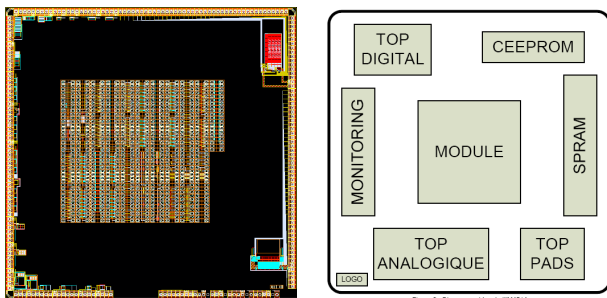 TOP
DIGITAL
CEEPROM
MONITORING
MODULE
SPRAM
TOP
ANALOGIQUE
TOP
PADS
LOGO